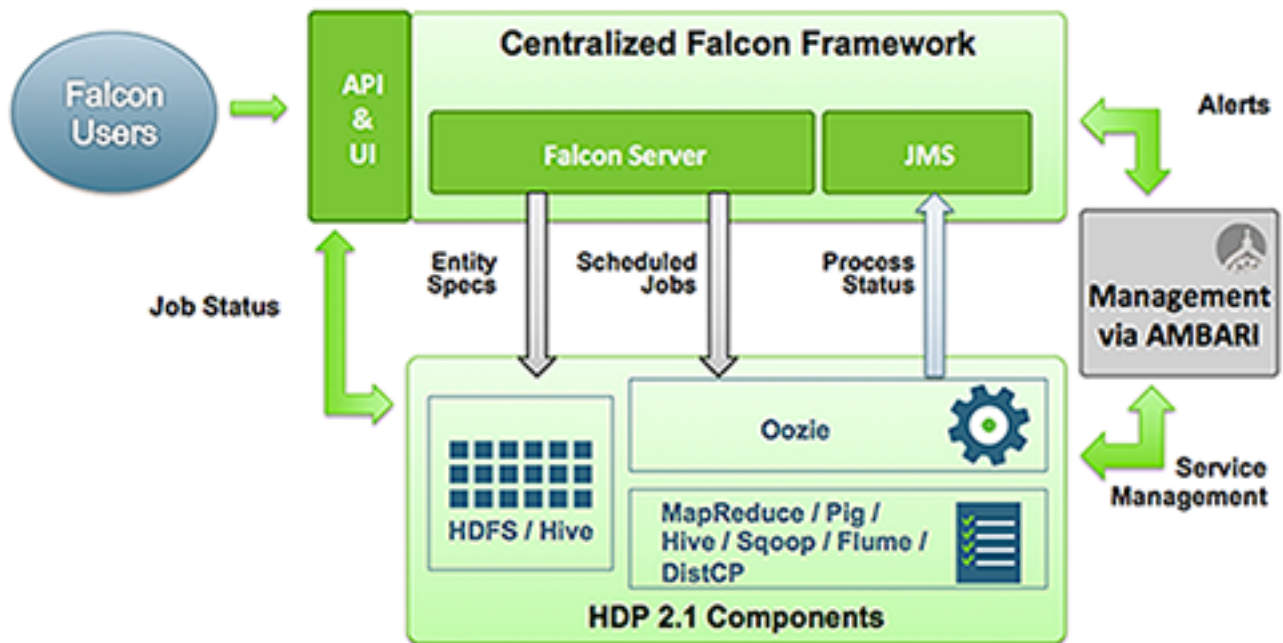 Centralized Falcon Framework
Falcon
Users
API
&
UI
Falcon Server
JMS
Alerts
Entity
Specs
Scheduled
Jobs
Process
Status
Job Status
Management
via AMBARI
Oozie
HDFS / Hive
MapReduce / Pig /
Hive / Sqoop / Flume /
DistCP
Service
Management
HDP 2.1 Components